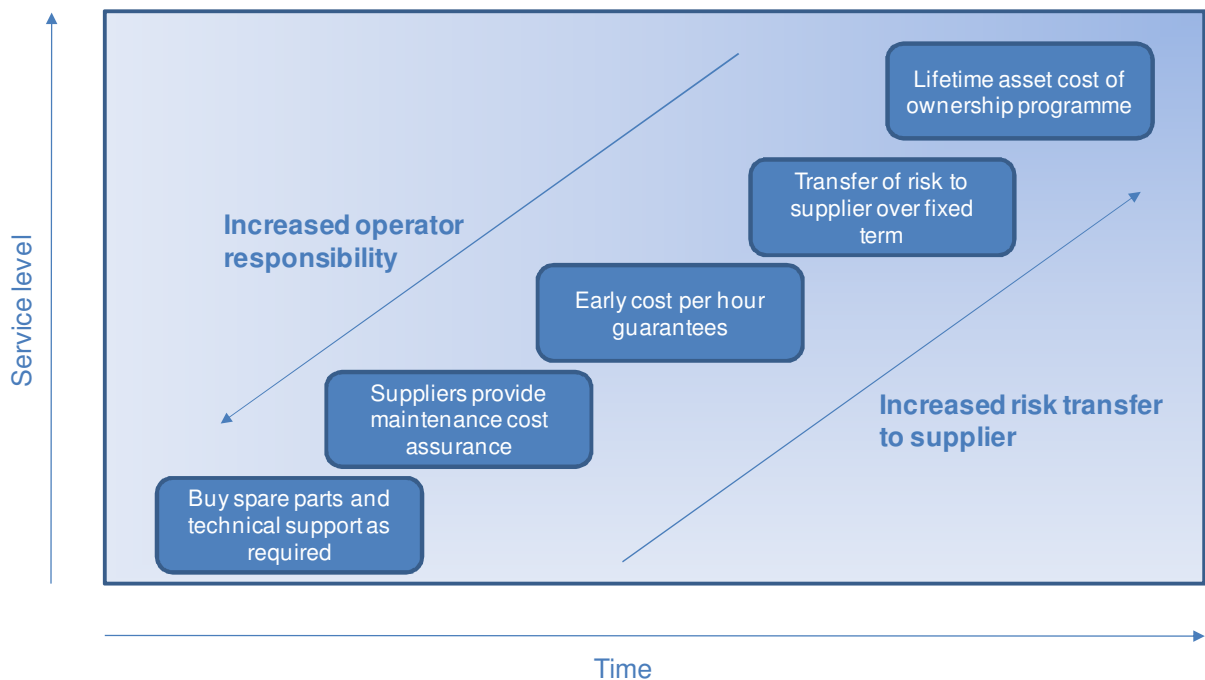 Lifetime asset cost of
ownership programme
Transfer of risk to
supplier over fixed
term
Increased operator
responsibility
Early cost per hour
guarantees
Service level
Suppliers provide
maintenance cost
assurance
Increased risk transfer
to supplier
Buy spare parts and
technical support as
required
Time